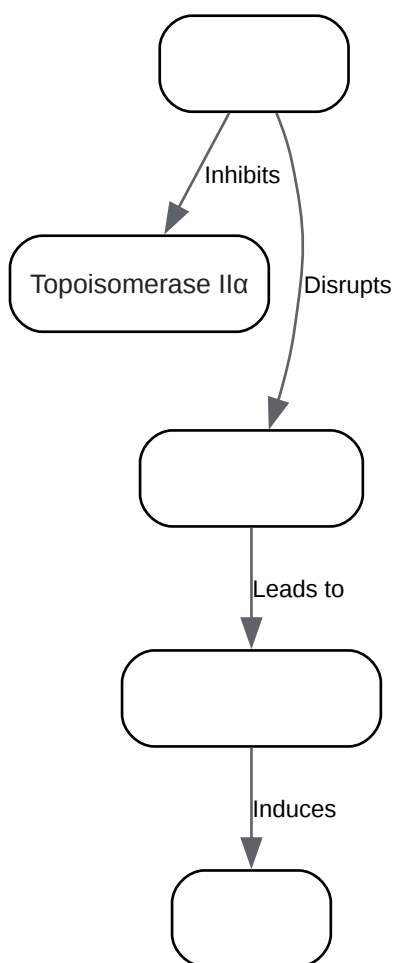 Inhibits
Topoisomerase IIα
Disrupts
Leads to
Induces